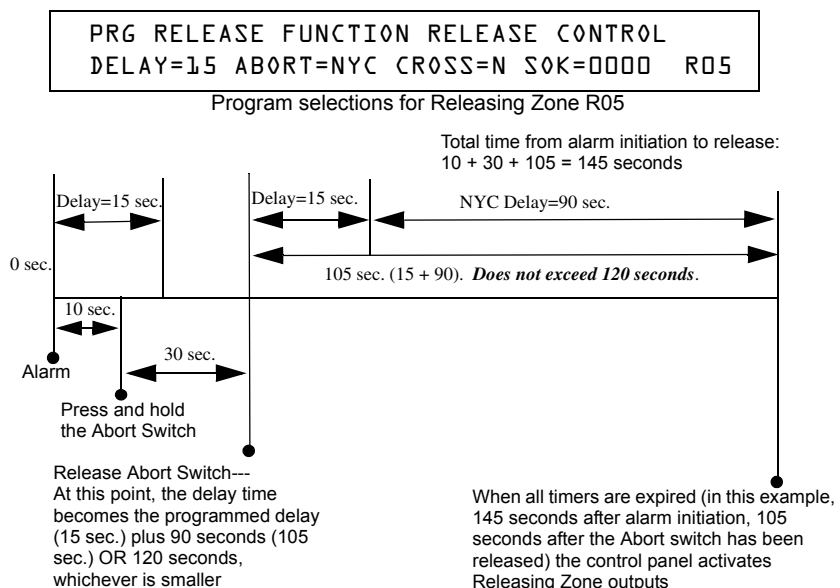 PRG RELEASE FUNCTION RELEASE CONTROL
DELAY=15 ABORT=NYC CROSS=N SOK=0000 R05
Program selections for Releasing Zone R05
Total time from alarm initiation to release:
10 + 30 + 105 = 145 seconds
Delay=15 sec.
Delay=15 sec.
NYC Delay=90 sec.
0 sec.
105 sec. (15 + 90). Does not exceed 120 seconds.
10 sec.
30 sec.
Alarm
Press and hold
the Abort Switch
Release Abort Switch---
At this point, the delay time
becomes the programmed delay
(15 sec.) plus 90 seconds (105
sec.) OR 120 seconds,
whichever is smaller
When all timers are expired (in this example,
145 seconds after alarm initiation, 105
seconds after the Abort switch has been
released) the control panel activates
Releasing Zone outputs